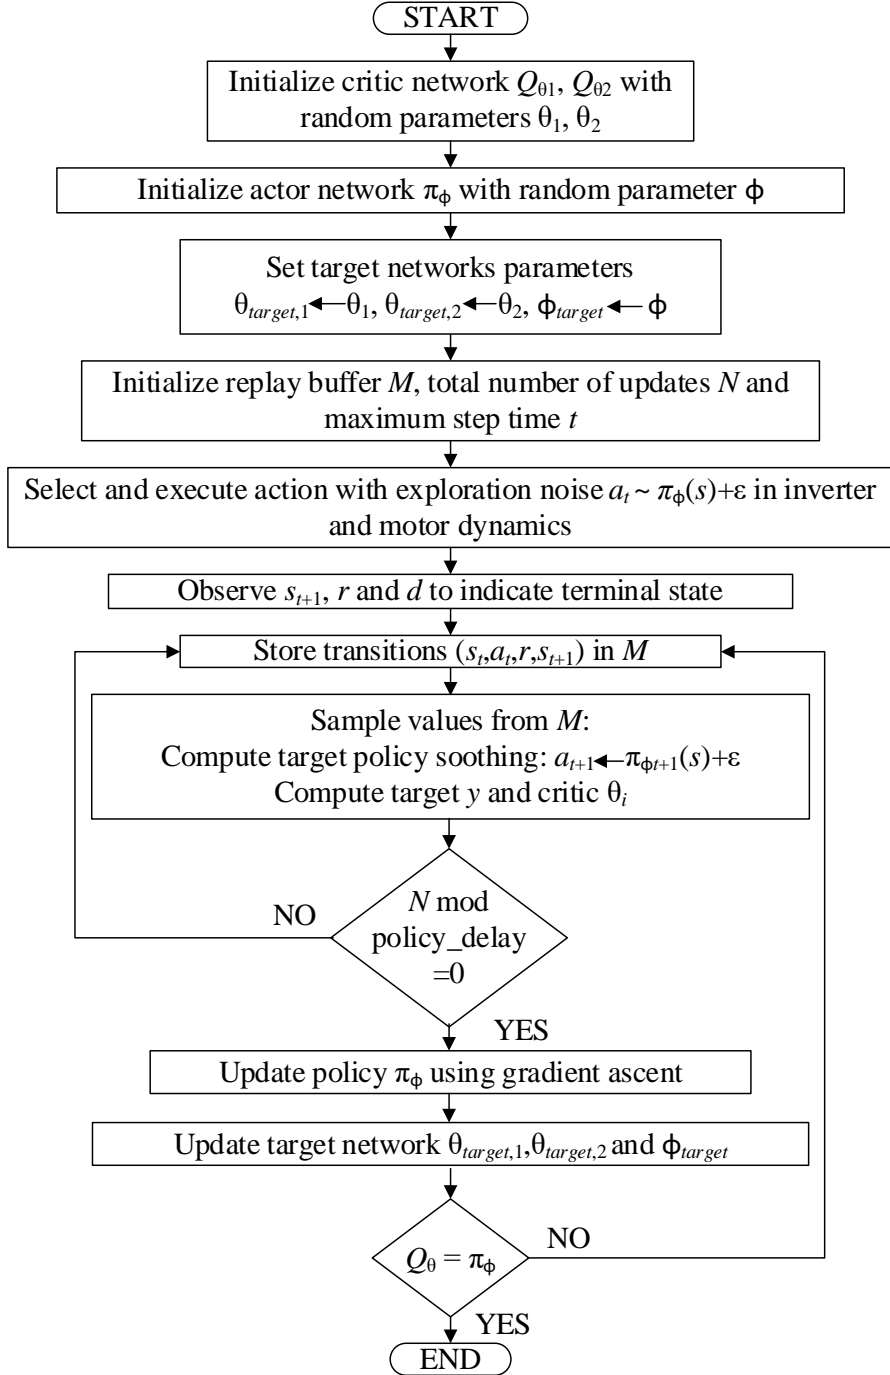 START
Initialize critic network Qθ1, Qθ2 with
random parameters θ1, θ2
Initialize actor network πϕ with random parameter ϕ
Set target networks parameters
θtarget,1←θ1, θtarget,2←θ2, ϕtarget← ϕ
Initialize replay buffer M, total number of updates N and
maximum step time t
Select and execute action with exploration noise at ~ πϕ(s)+ε in inverter
and motor dynamics
Observe st+1, r and d to indicate terminal state
Store transitions (st,at,r,st+1) in M
Sample values from M:
Compute target policy soothing: at+1←πϕt+1(s)+ε
Compute target y and critic θi
NO
N mod
policy_delay
=0
YES
Update policy πϕ using gradient ascent
Update target network θtarget,1,θtarget,2 and ϕtarget
NO
Qθ = πϕ
YES
END